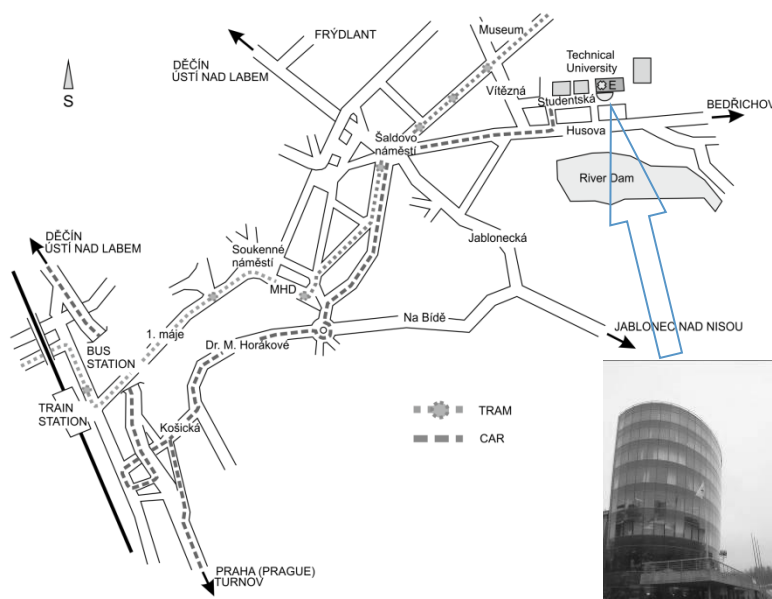 Museum
FRÝDLANT
DĚČÍN
ÚSTÍ NAD LABEM
Technical
University
E
Vítězná
Studentská
BEDŘICHOV
Husova
Šaldovo
náměstí
River Dam
S
Jablonecká
DĚČÍN
ÚSTÍ NAD LABEM
Soukenné
náměstí
MHD
Na Bídě
JABLONEC NAD NISOU
1. máje
Dr. M. Horákové
BUS
STATION
TRAIN
STATION
Košická
TRAM
CAR
PRAHA (PRAGUE)
TURNOV